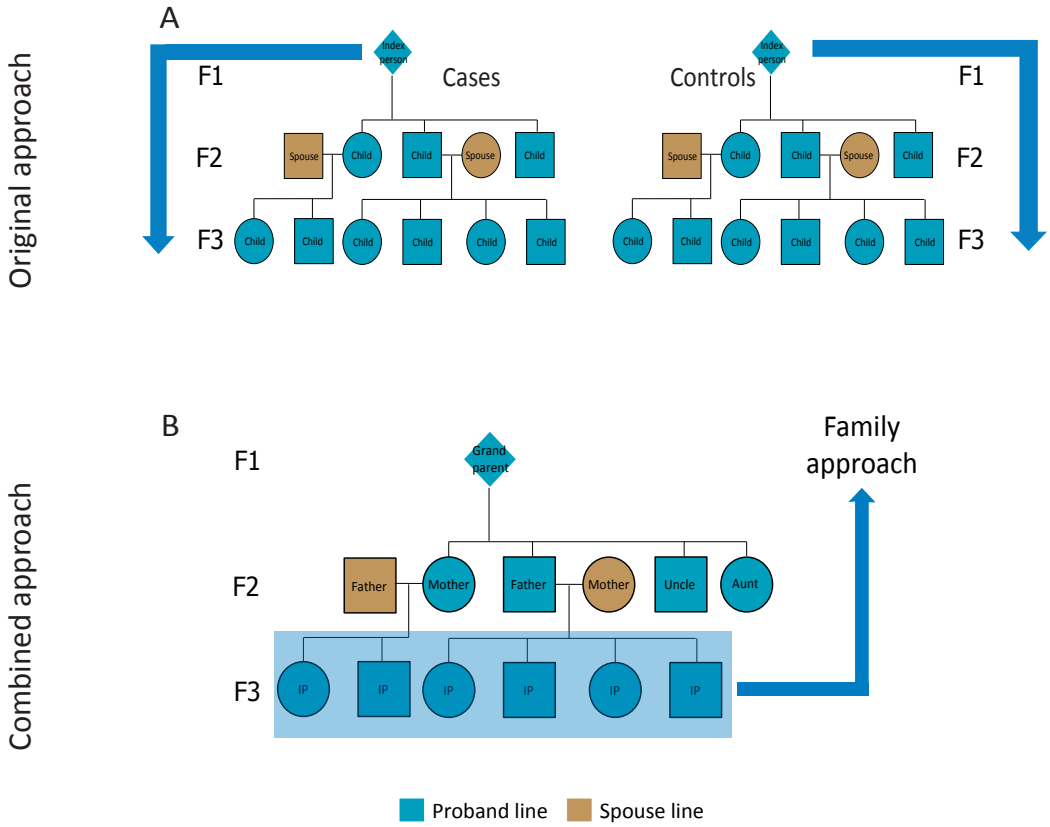 A
Original approach
Index
person
Index
person
F1
Cases
Controls
F1
F2
Spouse
Child
Child
Spouse
Child
Spouse
Child
Child
Spouse
Child
F2
F3
Child
Child
Child
Child
Child
Child
Child
Child
Child
Child
Child
Child
F3
B
Combined approach
F1
Grand
parent
Family
approach
F2
Father
Mother
Father
Mother
Uncle
Aunt
F3
IP
IP
IP
IP
IP
IP
Proband line
Spouse line